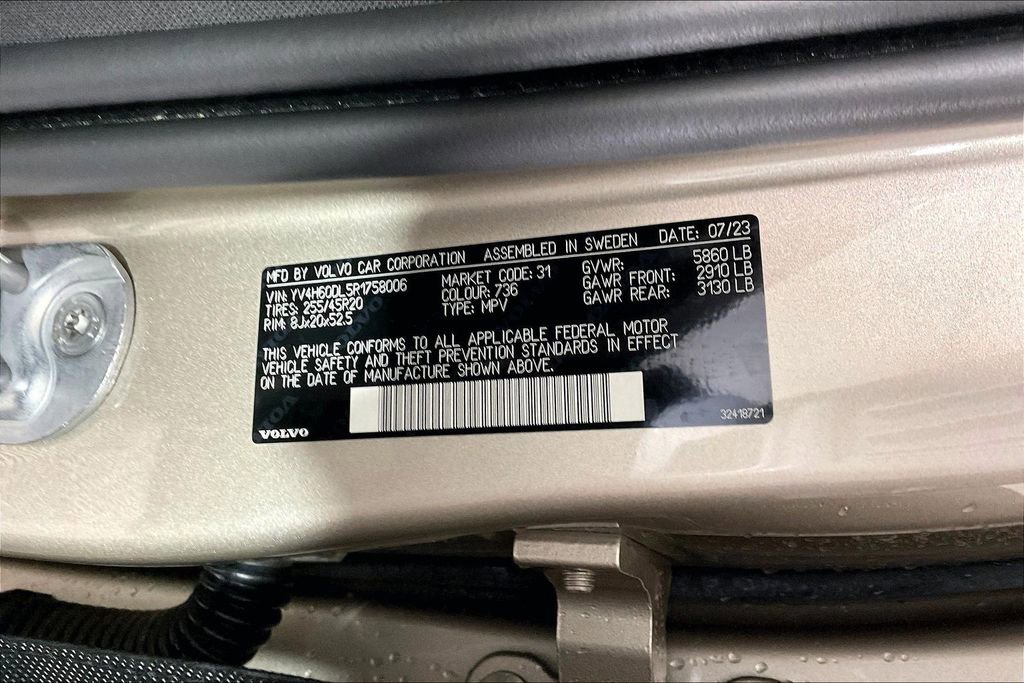 MFD BY VOLVO CAR CORPORATION ASSEMBLED IN SWEDEN DATE: 07/23
VIN: YV4H60DL5R1758006 MARKET CODE: 31 GVWR: 5860 LB
TIRES: 255/45R20 COLOUR: 736 GAWR FRONT: 2910 LB
RIM: 8Jx20x52.5 TYPE: MPV GAWR REAR: 3130 LB
THIS VEHICLE CONFORMS TO ALL APPLICABLE FEDERAL MOTOR
VEHICLE SAFETY AND THEFT PREVENTION STANDARDS IN EFFECT
ON THE DATE OF MANUFACTURE SHOWN ABOVE.
VOLVO 32418721